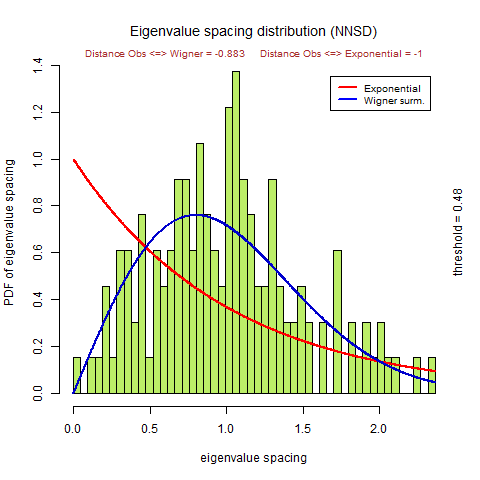 Eigenvalue spacing distribution (NNSD)
Distance Obs <=> Wigner = -0.883     Distance Obs <=> Exponential = -1
Exponential
Wigner surm.
PDF of eigenvalue spacing
1.4
1.2
1.0
0.8
0.6
0.4
0.2
0.0
threshold = 0.48
0.0 0.5 1.0 1.5 2.0
eigenvalue spacing